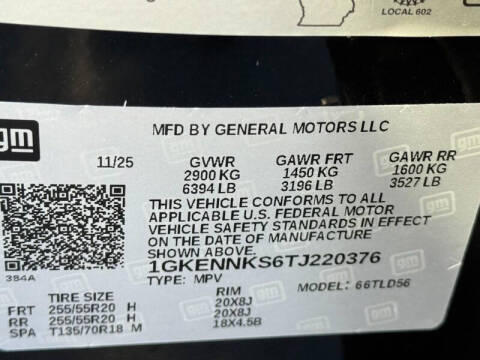 LOCAL 602
gm
MFD BY GENERAL MOTORS LLC
11/25 GVWR GAWR FRT GAWR RR
2900 KG 1450 KG 1600 KG
6394 LB 3196 LB 3527 LB
THIS VEHICLE CONFORMS TO ALL
APPLICABLE U.S. FEDERAL MOTOR
VEHICLE SAFETY STANDARDS IN EFFECT
ON THE DATE OF MANUFACTURE
SHOWN ABOVE.
1GKENNKS6TJ220376
384A
TYPE: MPV MODEL: 66TLD56
TIRE SIZE RIM
FRT 255/55R20 H 20X8J
RR 255/55R20 H 20X8J
SPA T135/70R18 M 18X4.5B